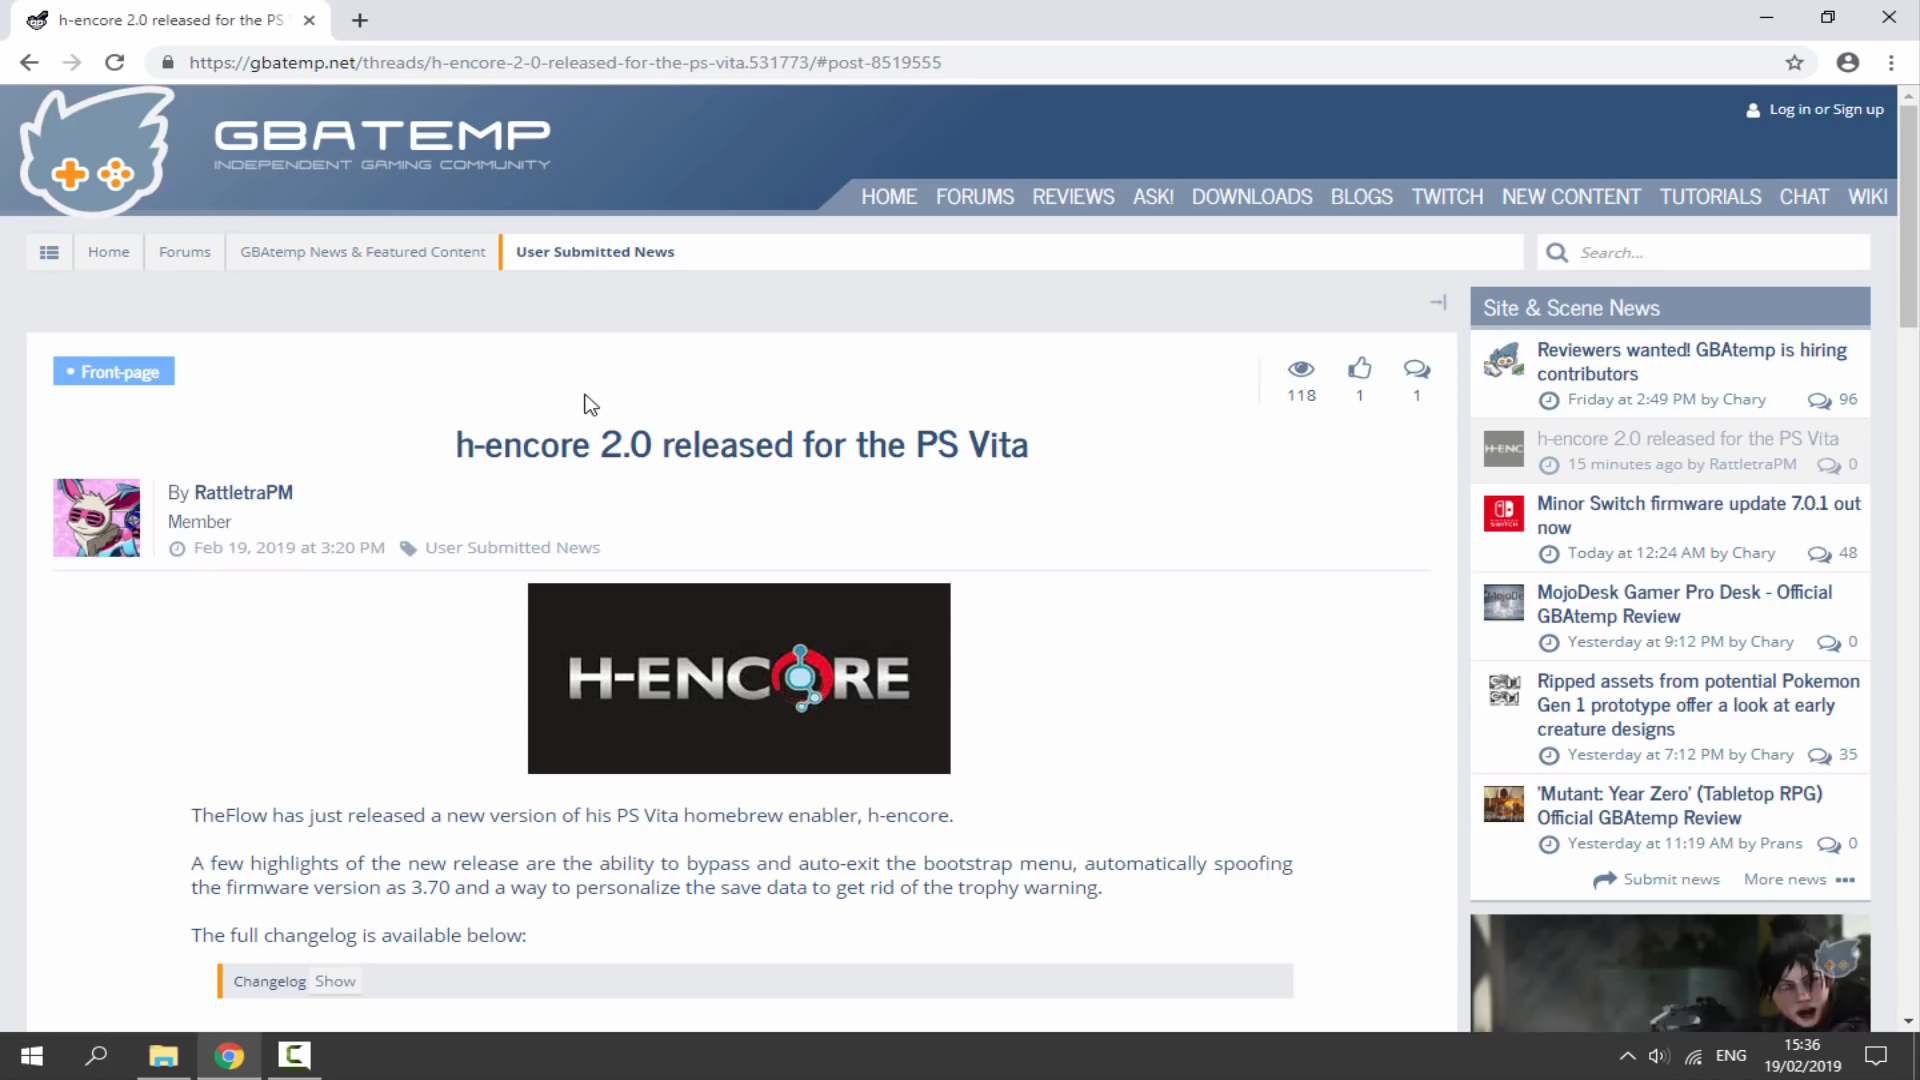 h-encore 2.0 released for the PS
https://gbatemp.net/threads/h-encore-2-0-released-for-the-ps-vita.531773/#post-8519555
Log in or Sign up
GBATEMP
INDEPENDENT GAMING COMMUNITY
HOME FORUMS REVIEWS ASK! DOWNLOADS BLOGS TWITCH NEW CONTENT TUTORIALS CHAT WIKI
Home Forums GBAtemp News & Featured Content User Submitted News
Search...
Front-page
118 1 1
h-encore 2.0 released for the PS Vita
By RattletraPM
Member
Feb 19, 2019 at 3:20 PM User Submitted News
H-ENCORE
TheFlow has just released a new version of his PS Vita homebrew enabler, h-encore.
A few highlights of the new release are the ability to bypass and auto-exit the bootstrap menu, automatically spoofing
the firmware version as 3.70 and a way to personalize the save data to get rid of the trophy warning.
The full changelog is available below:
Changelog Show
Site & Scene News
Reviewers wanted! GBAtemp is hiring
contributors
Friday at 2:49 PM by Chary 96
H-ENC
h-encore 2.0 released for the PS Vita
15 minutes ago by RattletraPM 0
Minor Switch firmware update 7.0.1 out
now
Today at 12:24 AM by Chary 48
MojoDesk Gamer Pro Desk - Official
GBAtemp Review
Yesterday at 9:12 PM by Chary 0
Ripped assets from potential Pokemon
Gen 1 prototype offer a look at early
creature designs
Yesterday at 7:12 PM by Chary 35
'Mutant: Year Zero' (Tabletop RPG)
Official GBAtemp Review
Yesterday at 11:19 AM by Prans 0
Submit news More news
ENG
15:36
19/02/2019